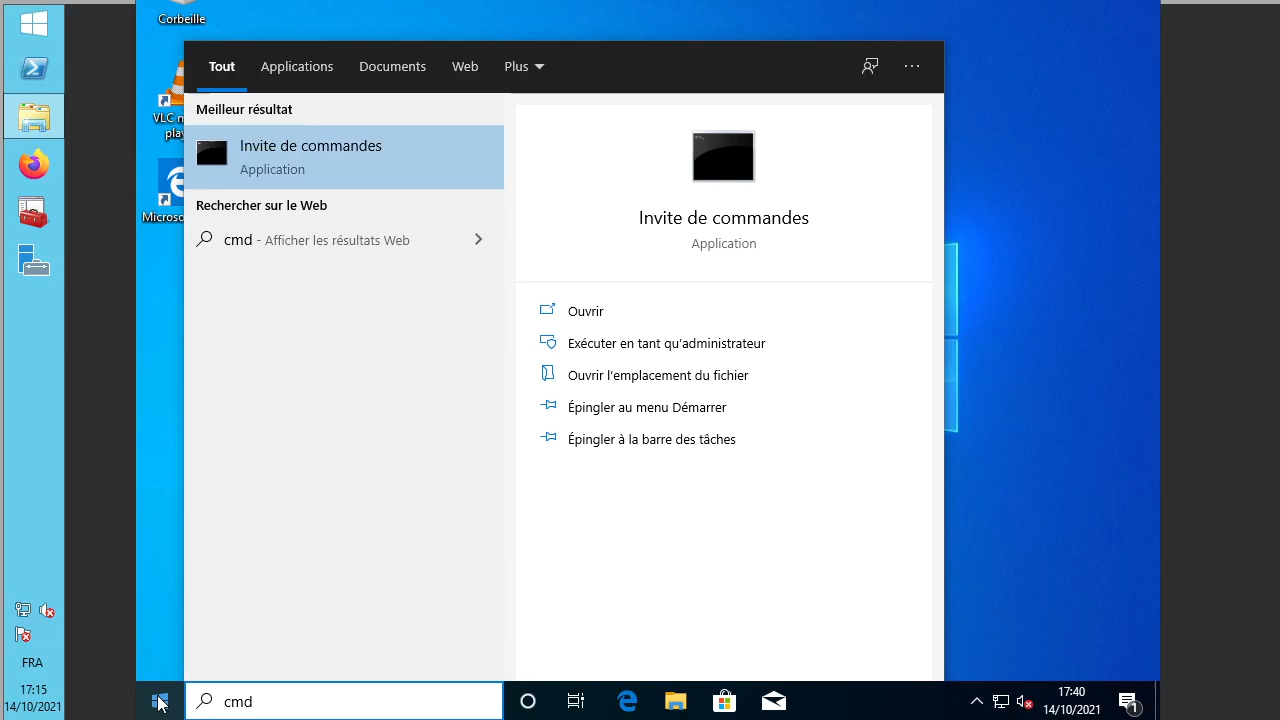 Corbeille
VLC m
play
Microso
Tout
Applications
Documents
Web
Plus
Meilleur résultat
Invite de commandes
Application
Rechercher sur le Web
cmd - Afficher les résultats Web
Invite de commandes
Application
Ouvrir
Exécuter en tant qu'administrateur
Ouvrir l'emplacement du fichier
Épingler au menu Démarrer
Épingler à la barre des tâches
FRA
17:15
14/10/2021
cmd
17:40
14/10/2021
1